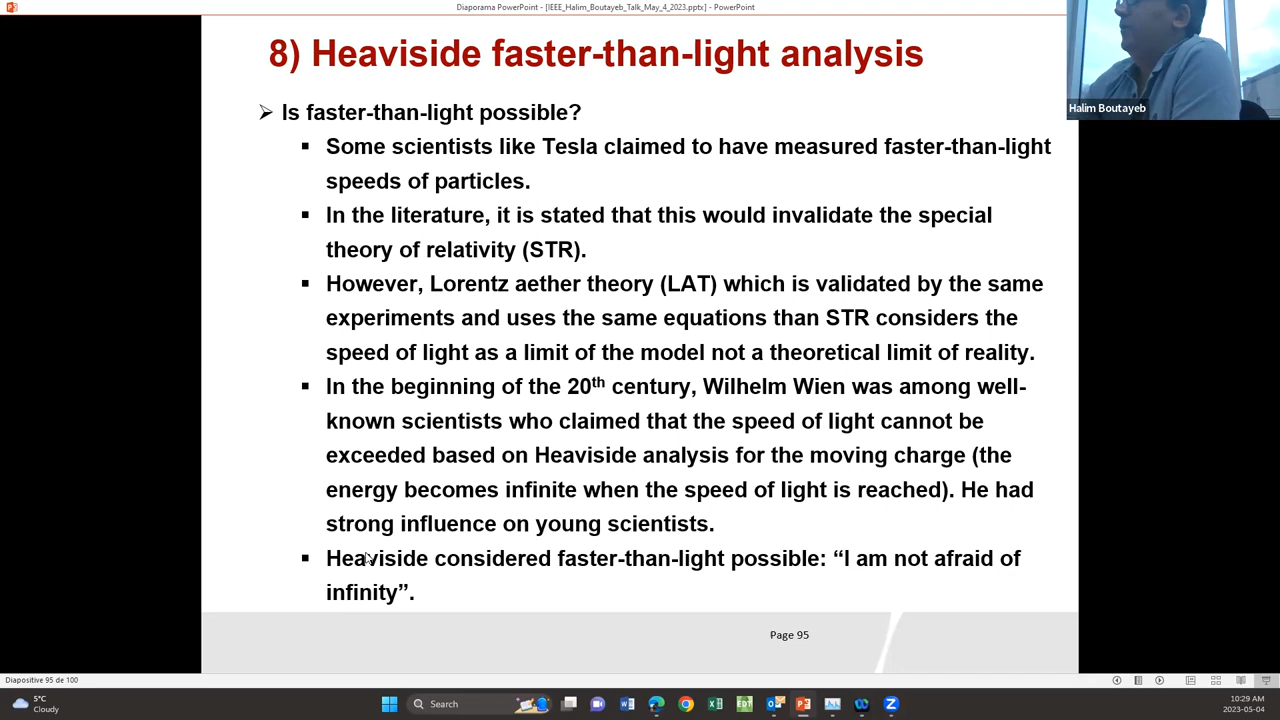 Diaporama PowerPoint - [IEEE_Halim_Boutayeb_Talk_May_4_2023.pptx] - PowerPoint
8) Heaviside faster-than-light analysis
Halim Boutayeb
➢ Is faster-than-light possible?
▪ Some scientists like Tesla claimed to have measured faster-than-light
speeds of particles.
▪ In the literature, it is stated that this would invalidate the special
theory of relativity (STR).
▪ However, Lorentz aether theory (LAT) which is validated by the same
experiments and uses the same equations than STR considers the
speed of light as a limit of the model not a theoretical limit of reality.
▪ In the beginning of the 20th century, Wilhelm Wien was among well-
known scientists who claimed that the speed of light cannot be
exceeded based on Heaviside analysis for the moving charge (the
energy becomes infinite when the speed of light is reached). He had
strong influence on young scientists.
▪ Heaviside considered faster-than-light possible: “I am not afraid of
infinity”.
Page 95
Diapositive 95 de 100
5°C
Cloudy
Search
EDT
10:29 AM
2023-05-04